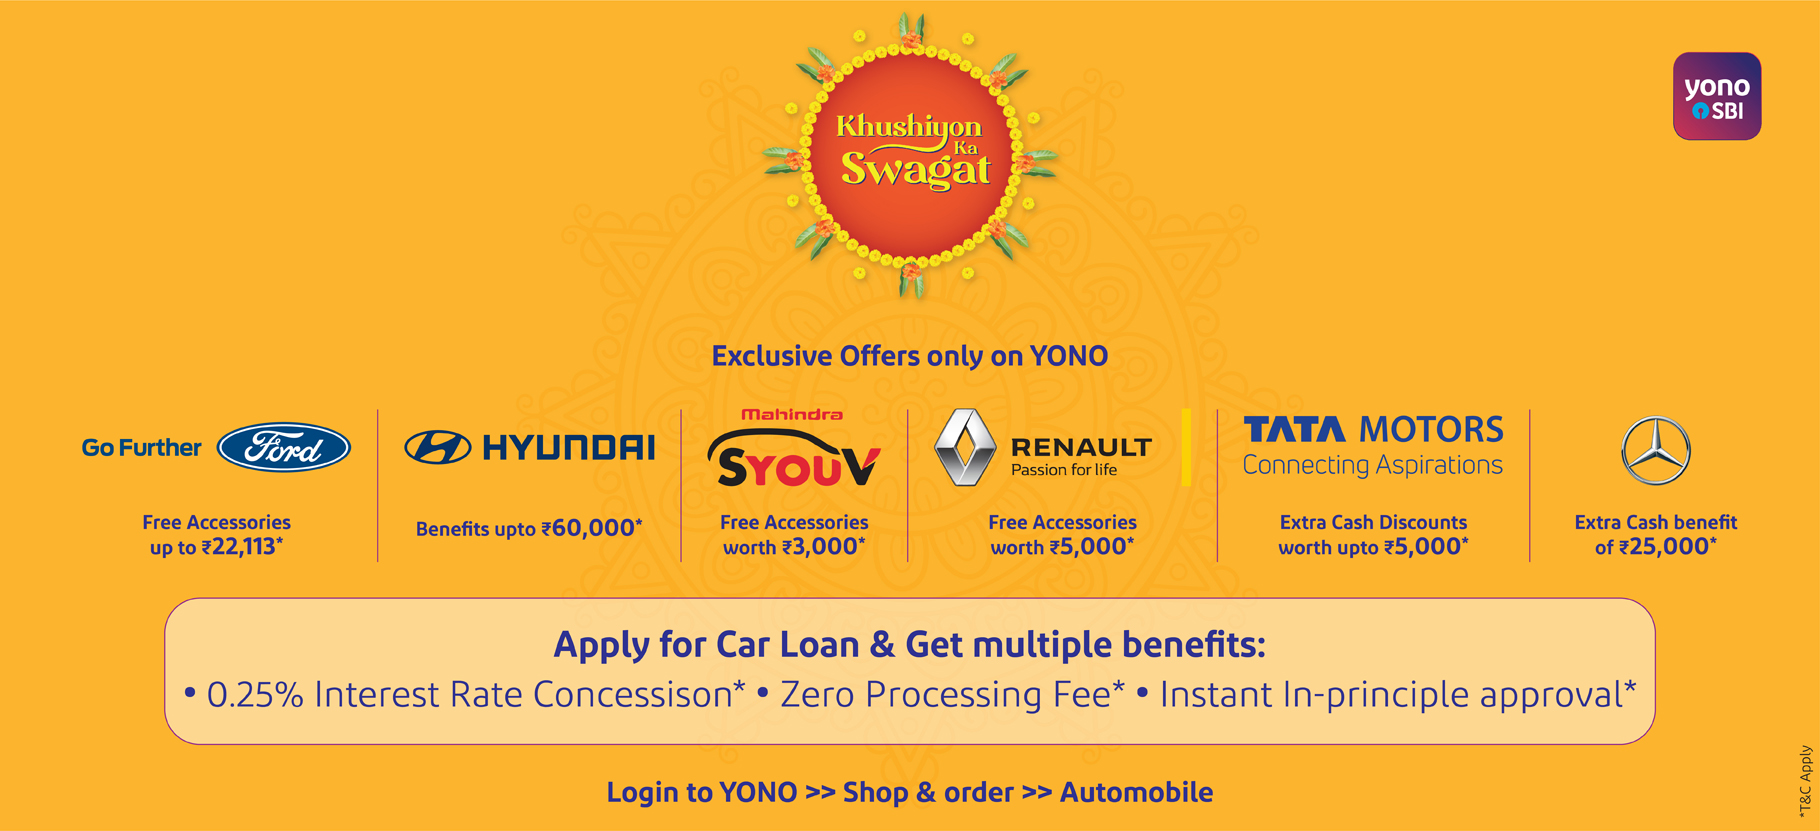 Khushiyon
Ka
Swagat
yono
SBI
Exclusive Offers only on YONO
Go Further Ford
Free Accessories
up to ₹22,113*
HYUNDAI
Benefits upto ₹60,000*
Mahindra
SYOUV
Free Accessories
worth ₹3,000*
RENAULT
Passion for life
Free Accessories
worth ₹5,000*
TATA MOTORS
Connecting Aspirations
Extra Cash Discounts
worth upto ₹5,000*
Extra Cash benefit
of ₹25,000*
Apply for Car Loan & Get multiple benefits:
• 0.25% Interest Rate Concessison* • Zero Processing Fee* • Instant In-principle approval*
Login to YONO >> Shop & order >> Automobile
*T&C Apply